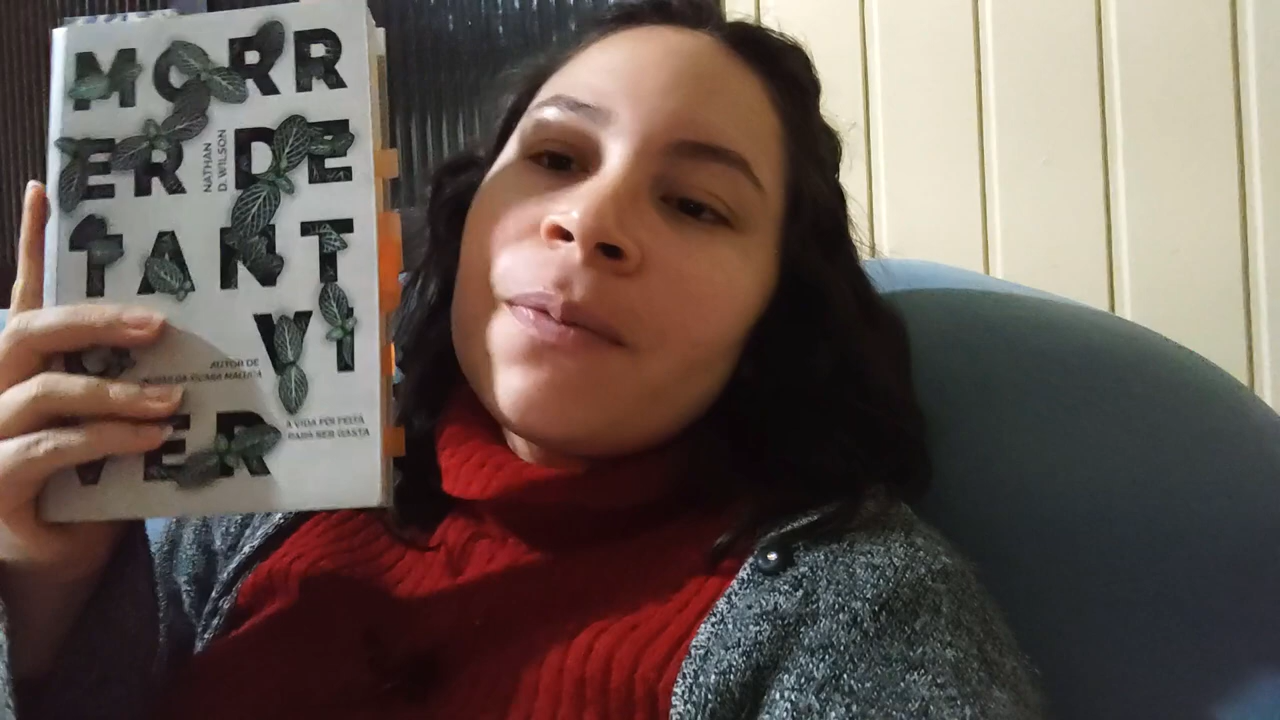 MORR
ER DE
NATHAN
D. WILSON
TANT
VI
AUTOR DE
VER
A VIDA FOI FEITA
PARA SER GASTA